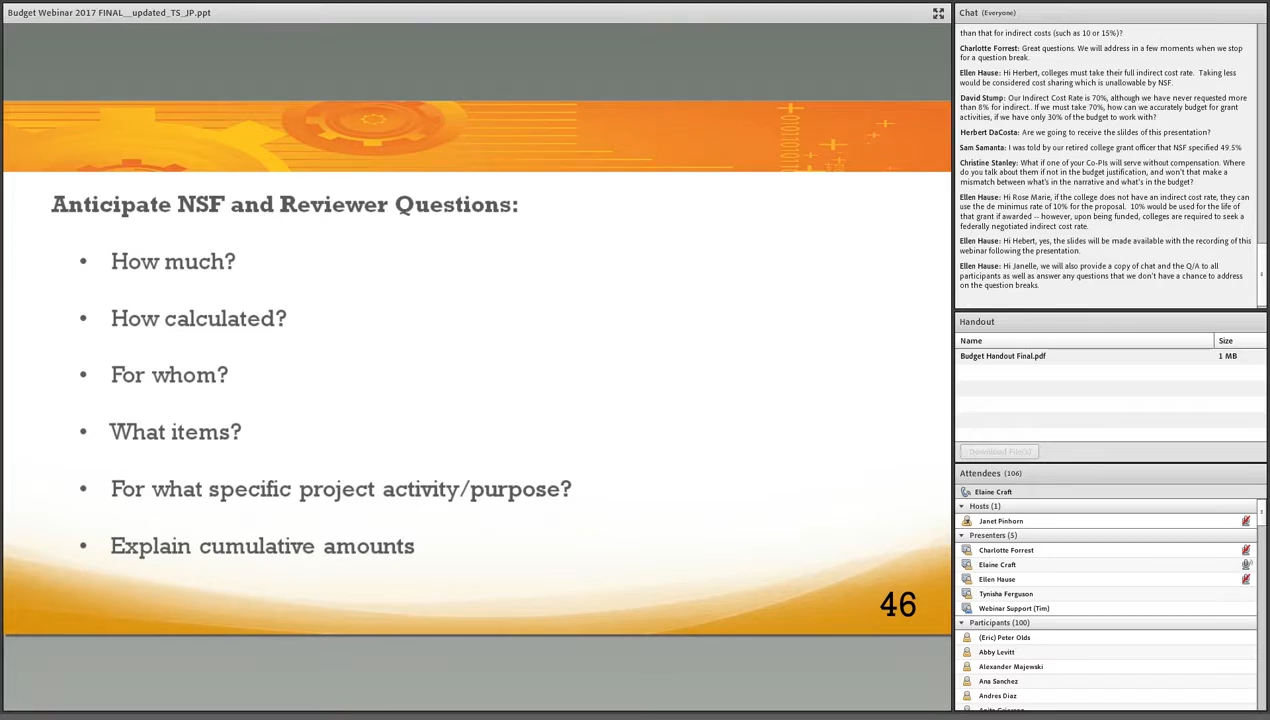 Budget Webinar 2017 FINAL__updated_TS_JP.ppt
Anticipate NSF and Reviewer Questions:
• How much?
• How calculated?
• For whom?
• What items?
• For what specific project activity/purpose?
• Explain cumulative amounts
46
Chat (Everyone)
than that for indirect costs (such as 10 or 15%)?
Charlotte Forrest: Great questions. We will address in a few moments when we stop
for a question break.
Ellen Hause: Hi Herbert, colleges must take their full indirect cost rate. Taking less
would be considered cost sharing which is unallowable by NSF.
David Stump: Our Indirect Cost Rate is 70%, although we have never requested more
than 8% for indirect. If we must take 70%, how can we accurately budget for grant
activities, if we have only 30% of the budget to work with?
Herbert DaCosta: Are we going to receive the slildes of this presentation?
Sam Samanta: I was told by our retired college grant officer that NSF specified 49.5%
Christine Stanley: What if one of your Co-PIs will serve without compensation. Where
do you talk about them if not in the budget justification, and won't that make a
mismatch between what's in the narrative and what's in the budget?
Ellen Hause: Hi Rose Marie, if the college does not have an indirect cost rate, they can
use the de minimus rate of 10% for the proposal. 10% would be used for the life of
that grant if awarded -- however, upon being funded, colleges are required to seek a
federally negotiated indirect cost rate.
Ellen Hause: Hi Hebert, yes, the slides will be made available with the recording of this
webinar following the presentation.
Ellen Hause: Hi Janelle, we will also provide a copy of chat and the Q/A to all
participants as well as answer any questions that we don't have a chance to address
on the question breaks.
Handout
Name Size
Budget Handout Final.pdf 1 MB
Download File(s)
Attendees (106)
Elaine Craft
Hosts (1)
Janet Pinhorn
Presenters (5)
Charlotte Forrest
Elaine Craft
Ellen Hause
Tynisha Ferguson
Webinar Support (Tim)
Participants (100)
(Eric) Peter Olds
Abby Levitt
Alexander Majewski
Ana Sanchez
Andres Diaz